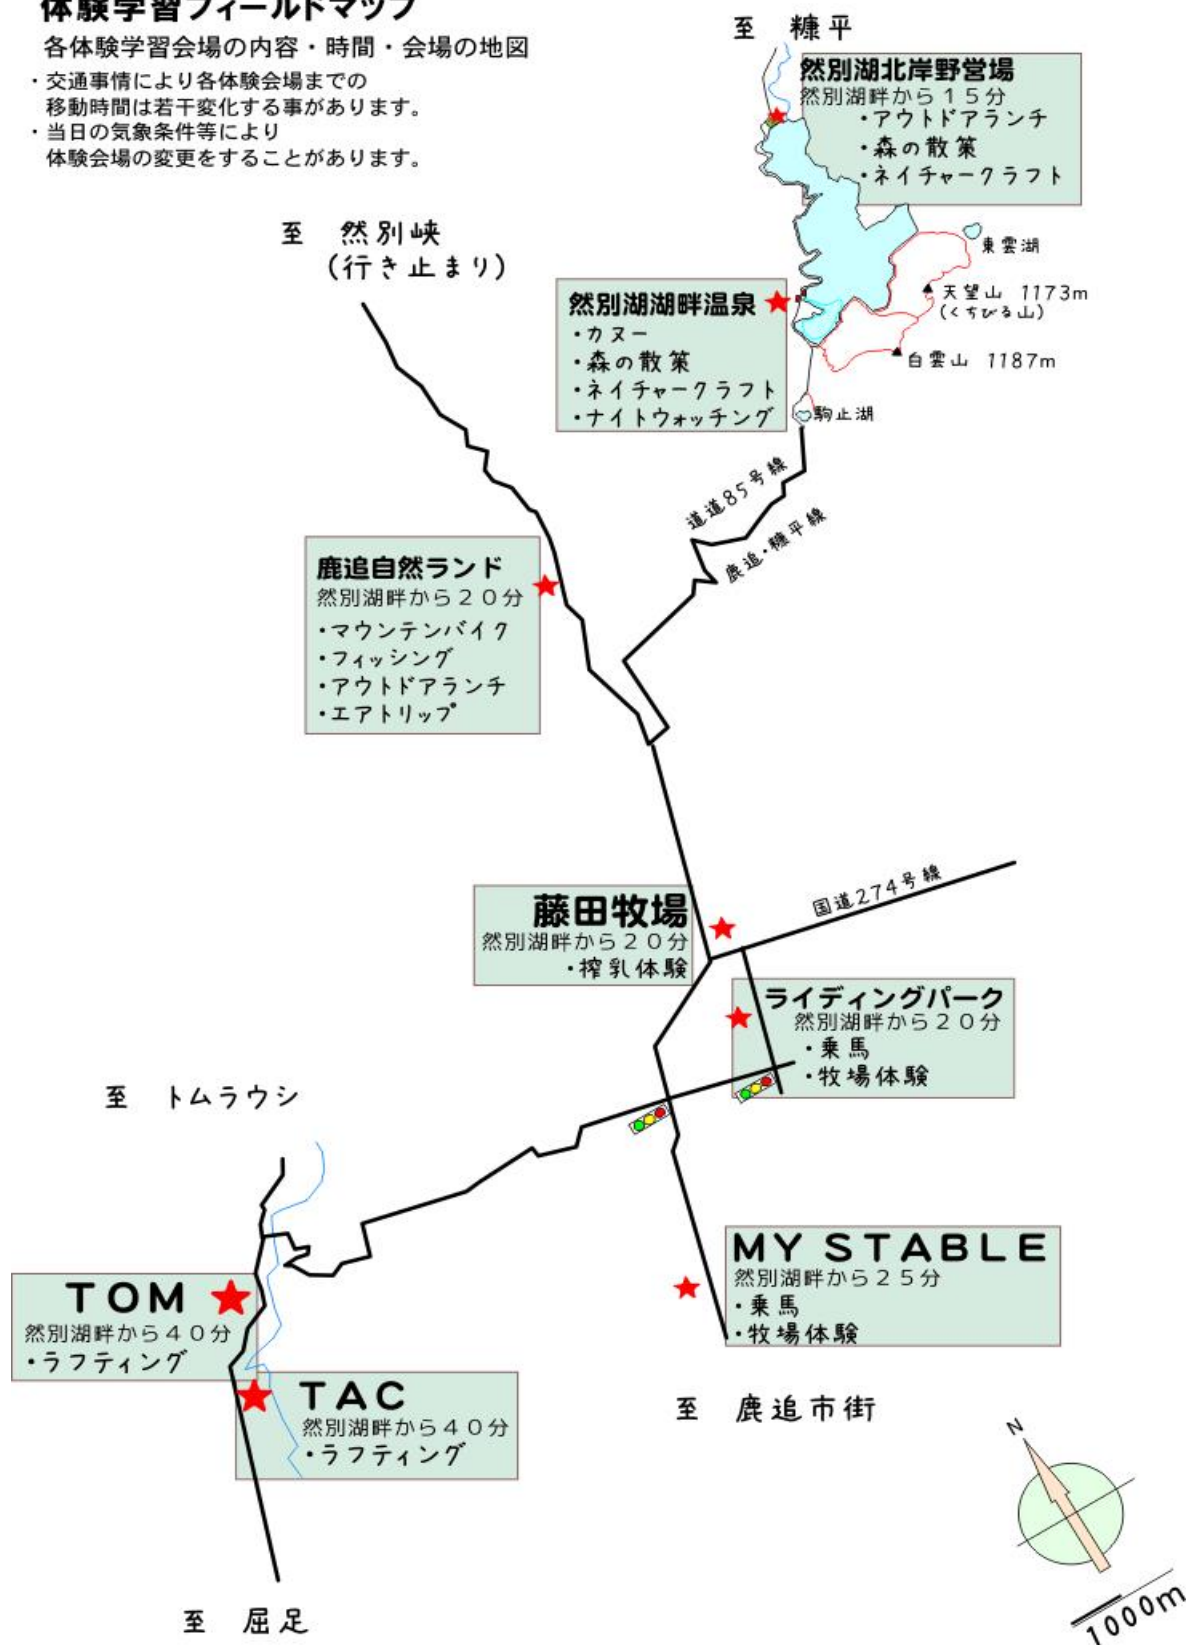 体験学習フィールドマップ
各体験学習会場の内容・時間・会場の地図
・交通事情により各体験会場までの
移動時間は若干変化する事があります。
・当日の気象条件等により
体験会場の変更をすることがあります。
至 糠平
然別湖北岸野営場
然別湖畔から15分
・アウトドアランチ
・森の散策
・ネイチャークラフト
至 然別峡
(行き止まり)
東雲湖
天望山 1173m
(くちびる山)
白雲山 1187m
然別湖湖畔温泉
・カヌー
・森の散策
・ネイチャークラフト
・ナイトウォッチング
駒止湖
道道85号線
鹿追・糠平線
鹿追自然ランド
然別湖畔から20分
・マウンテンバイク
・フィッシング
・アウトドアランチ
・エアトリップ
国道274号線
藤田牧場
然別湖畔から20分
・搾乳体験
ライディングパーク
然別湖畔から20分
・乗馬
・牧場体験
至 トムラウシ
MY STABLE
然別湖畔から25分
・乗馬
・牧場体験
TOM
然別湖畔から40分
・ラフティング
TAC
然別湖畔から40分
・ラフティング
至 鹿追市街
N
1000m
至 屈足